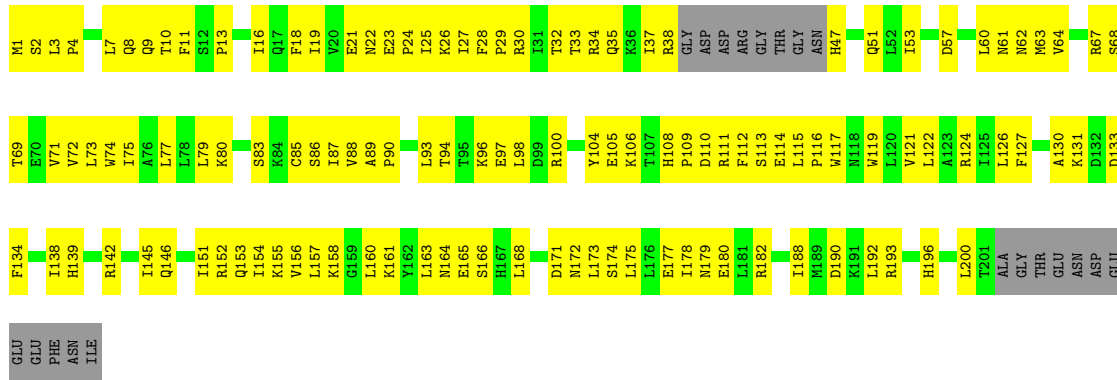 M1 S2 L3 P4 L7 Q8 Q9 T10 F11 S12 P13 I16 Q17 F18 I19 V20 E21 N22 E23 P24 I25 K26 I27 F28 P29 R30 I31 T32 T33 R34 Q35 K36 I37 R38 GLY ASP ASP ARG GLY THR GLY ASN H47 Q51 L52 I53 D57 L60 N61 N62 M63 V64 R67 S68
T69 E70 V71 V72 L73 W74 I75 A76 L77 L78 L79 K80 S83 K84 C85 S86 I87 V88 A89 P90 L93 T94 T95 K96 E97 L98 D99 R100 Y104 E105 K106 T107 H108 P109 D110 R111 F112 S113 E114 L115 P116 W117 N118 W119 L120 V121 L122 A123 R124 I125 L126 F127 A130 K131 D132 D133
F134 I138 H139 R142 I145 Q146 I151 R152 Q153 I154 K155 V156 L157 K158 G159 L160 K161 Y162 L163 N164 E165 S166 H167 L168 D171 N172 L173 S174 L175 L176 E177 I178 N179 E180 L181 R182 I188 M189 D190 K191 L192 R193 H196 L200 T201 ALA GLY THR GLU ASN ASP GLU
GLU GLU PHE ASN ILE